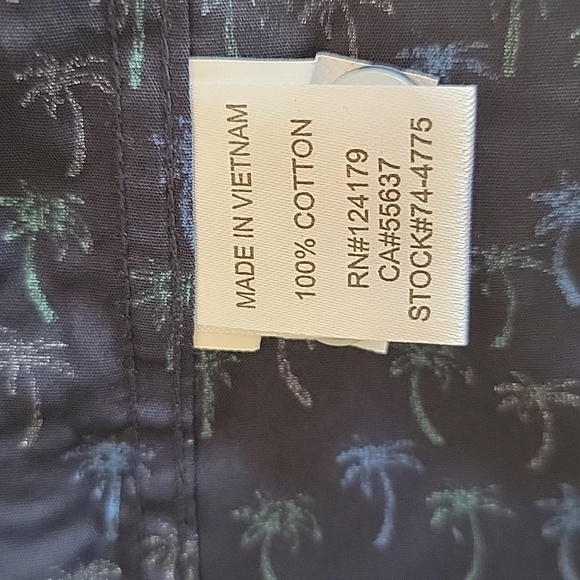 MADE IN VIETNAM
100% COTTON
RN#124179
CA#55637
STOCK#74-4775